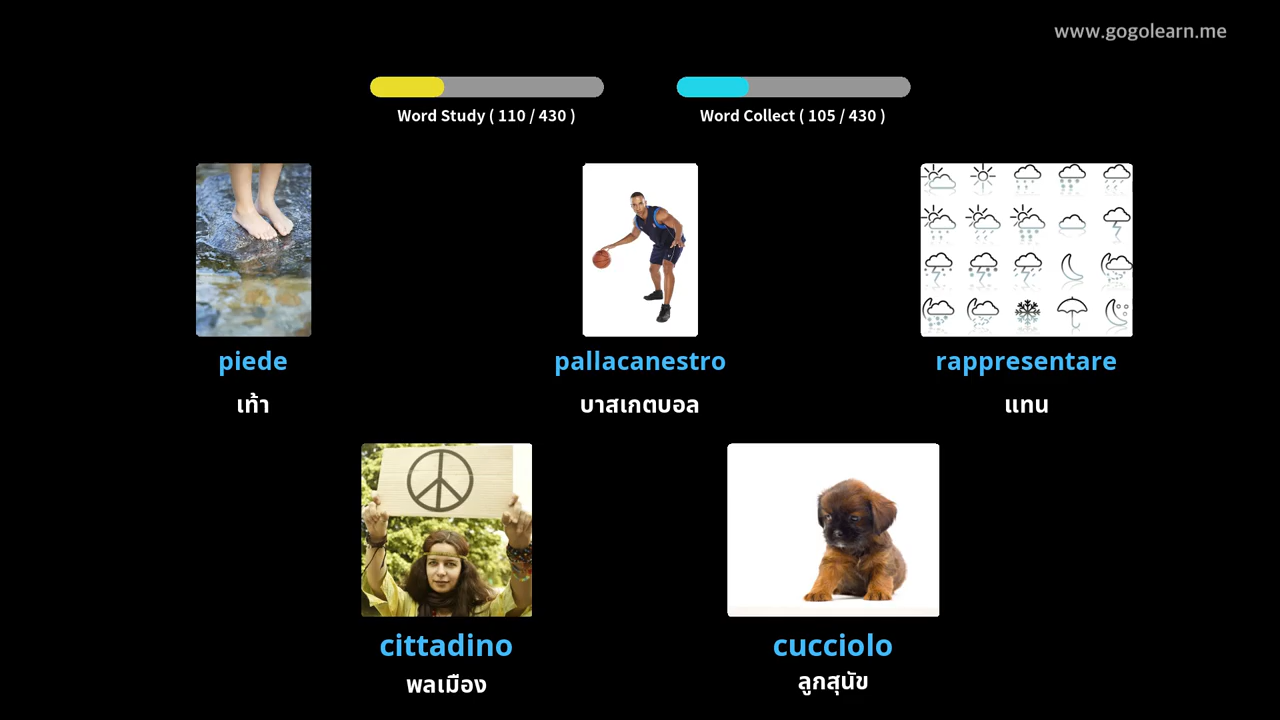 www.gogolearn.me
Word Study ( 110 / 430 )
Word Collect ( 105 / 430 )
piede
pallacanestro
rappresentare
เท้า
บาสเกตบอล
แทน
cittadino
cucciolo
พลเมือง
ลูกสุนัข